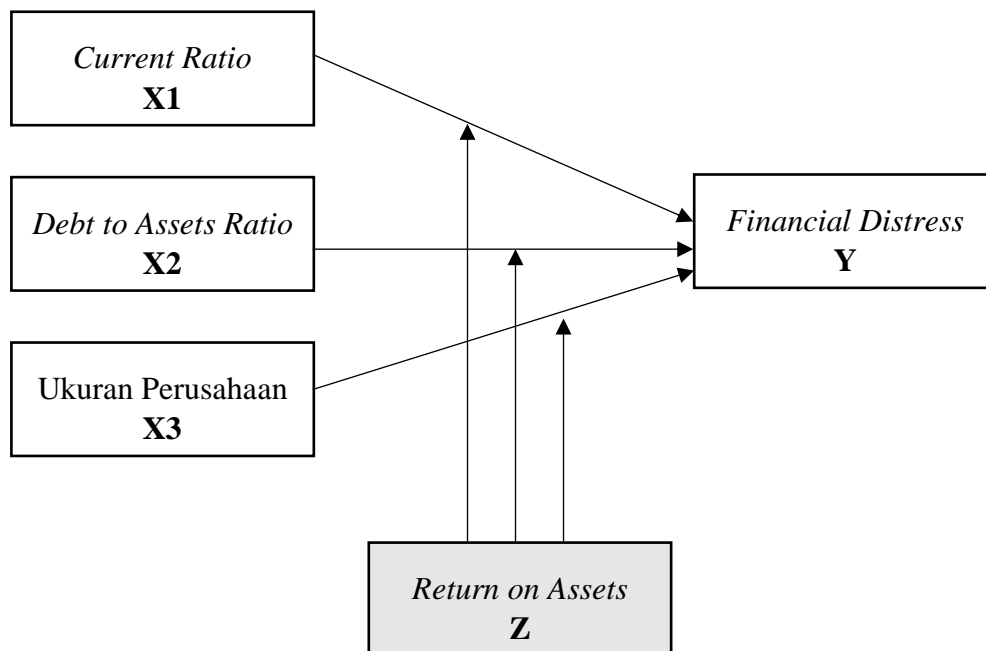 Current Ratio
X1
Debt to Assets Ratio
X2
Ukuran Perusahaan
X3
Financial Distress
Y
Return on Assets
Z